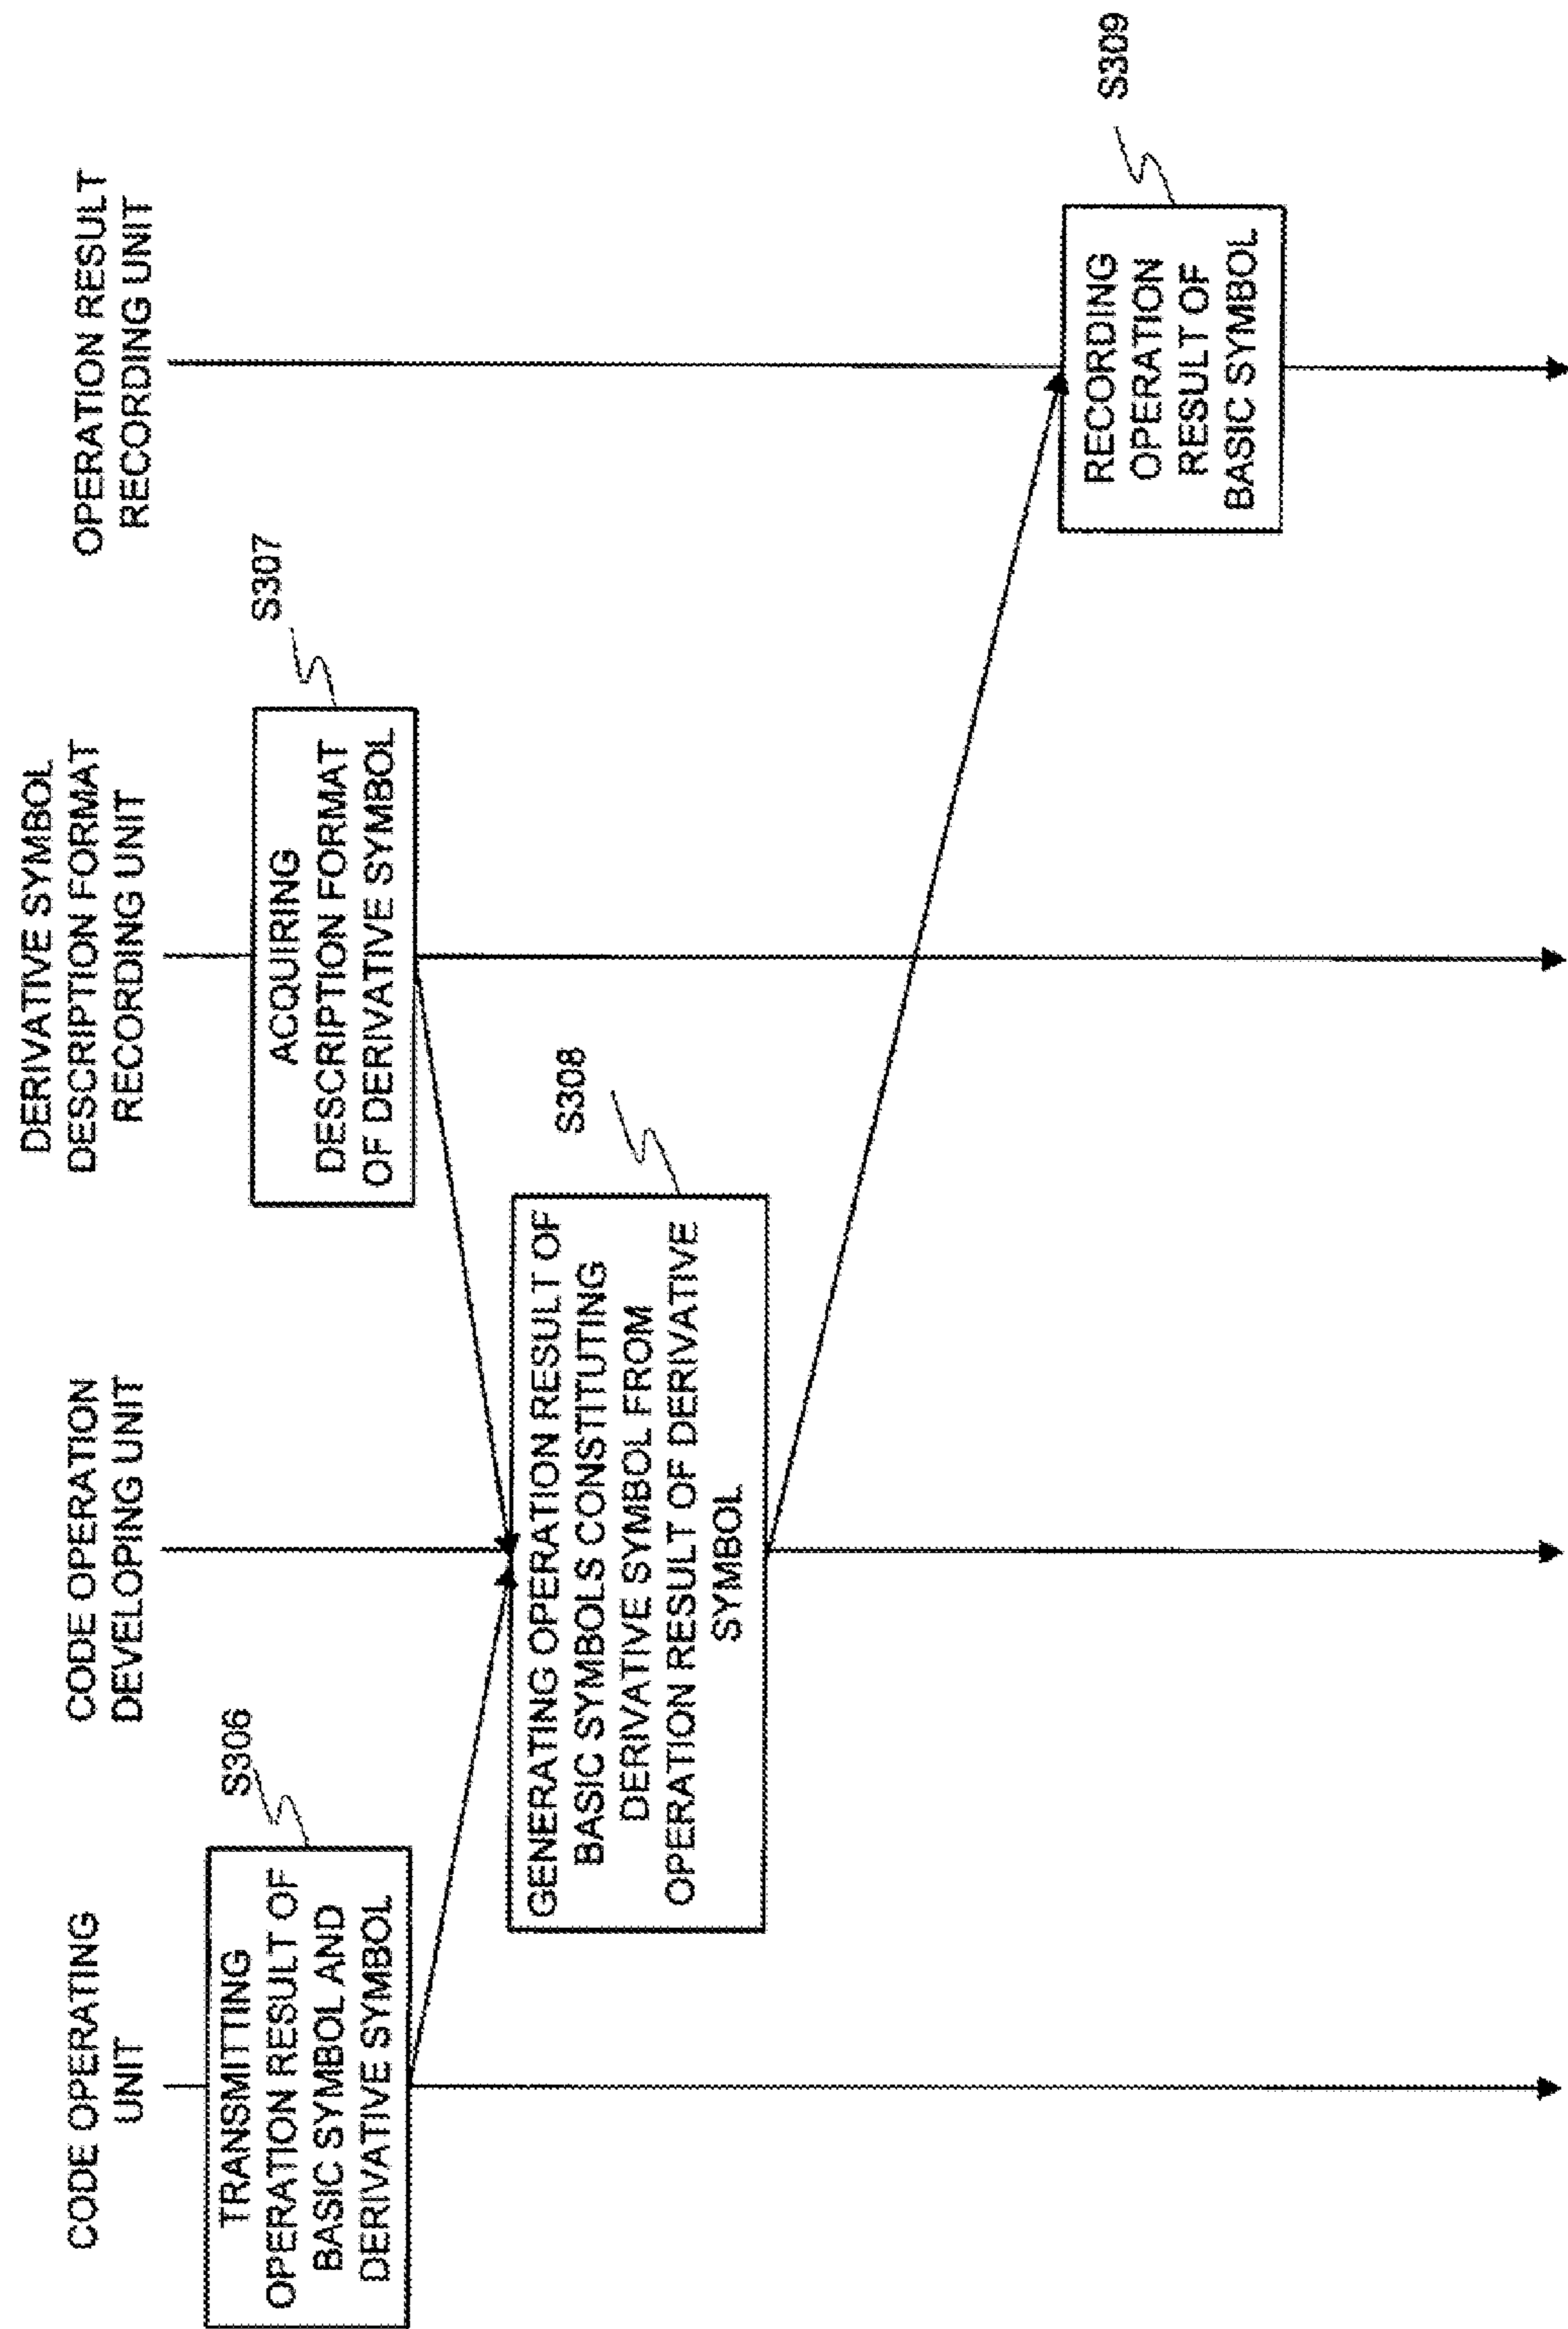 CODE OPERATING
UNIT
CODE OPERATION
DEVELOPING UNIT
DERIVATIVE SYMBOL
DESCRIPTION FORMAT
RECORDING UNIT
OPERATION RESULT
RECORDING UNIT
S306
TRANSMITTING
OPERATION RESULT OF
BASIC SYMBOL AND
DERIVATIVE SYMBOL
S307
ACQUIRING
DESCRIPTION FORMAT
OF DERIVATIVE SYMBOL
S308
GENERATING OPERATION RESULT OF
BASIC SYMBOLS CONSTITUTING
DERIVATIVE SYMBOL FROM
OPERATION RESULT OF DERIVATIVE
SYMBOL
S309
RECORDING
OPERATION
RESULT OF
BASIC SYMBOL